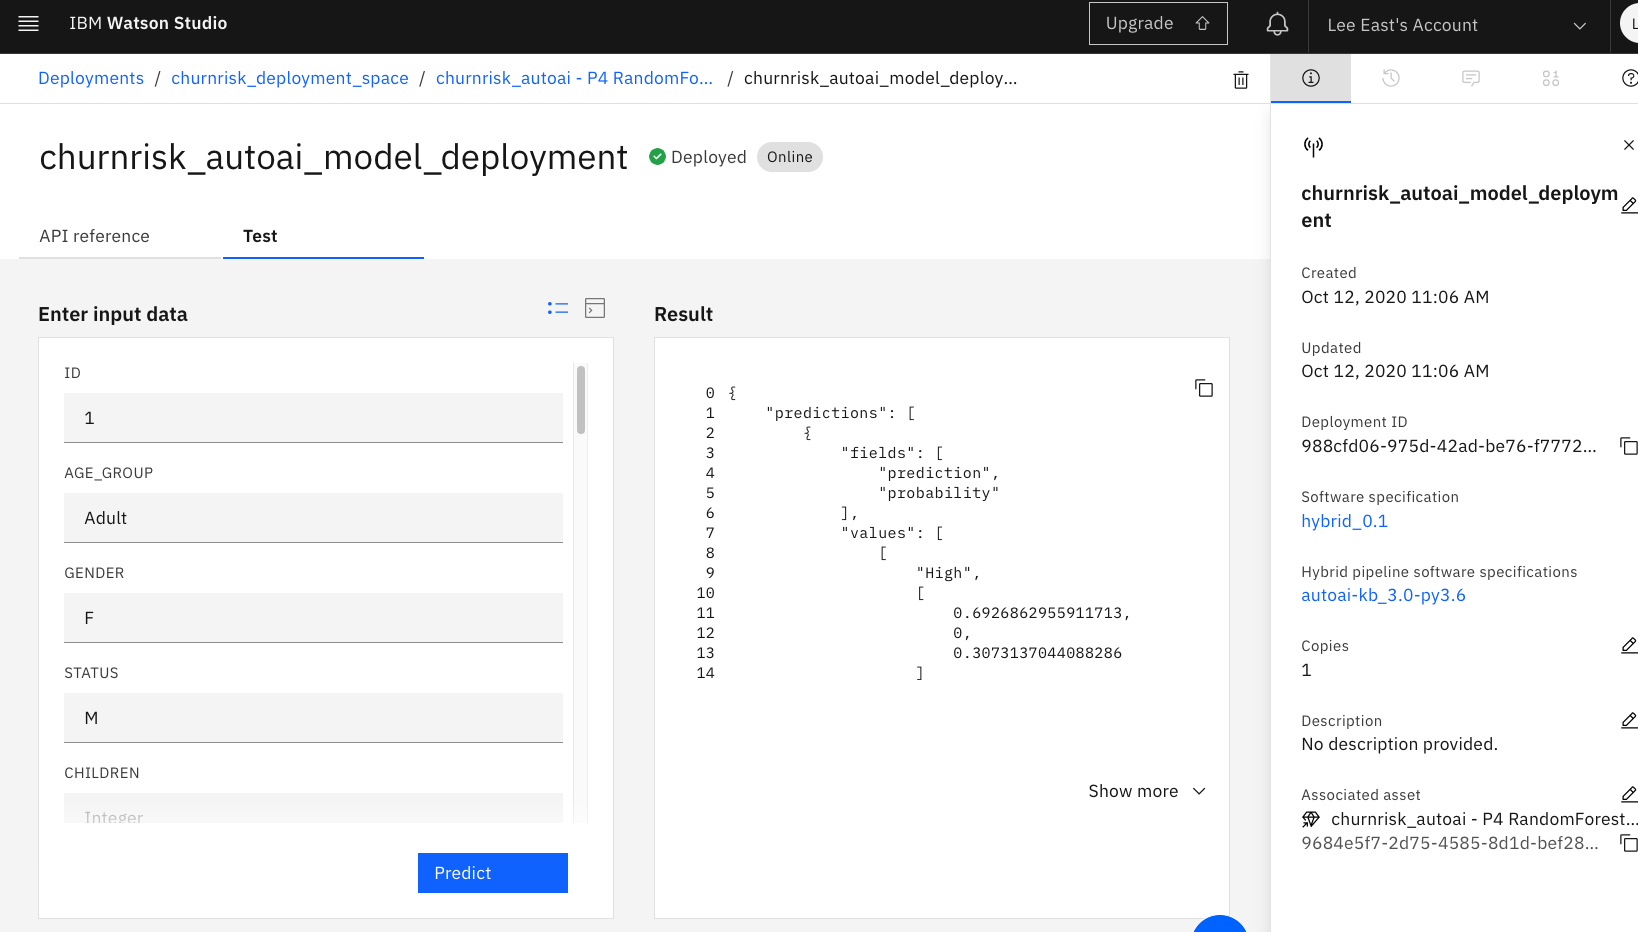 IBM Watson Studio
Upgrade
Lee East's Account
L
Deployments / churnrisk_deployment_space / churnrisk_autoai - P4 RandomFo... / churnrisk_autoai_model_deploy...
churnrisk_autoai_model_deployment
Deployed
Online
API reference
Test
Enter input data
ID
1
AGE_GROUP
Adult
GENDER
F
STATUS
M
CHILDREN
Integer
Predict
Result
0 {
1 "predictions": [
2 {
3 "fields": [
4 "prediction",
5 "probability"
6 ],
7 "values": [
8 [
9 "High",
10 [
11 0.6926862955911713,
12 0,
13 0.3073137044088286
14 ]
Show more
churnrisk_autoai_model_deploym
ent
Created
Oct 12, 2020 11:06 AM
Updated
Oct 12, 2020 11:06 AM
Deployment ID
988cfd06-975d-42ad-be76-f7772...
Software specification
hybrid_0.1
Hybrid pipeline software specifications
autoai-kb_3.0-py3.6
Copies
1
Description
No description provided.
Associated asset
churnrisk_autoai - P4 RandomForest...
9684e5f7-2d75-4585-8d1d-bef28...